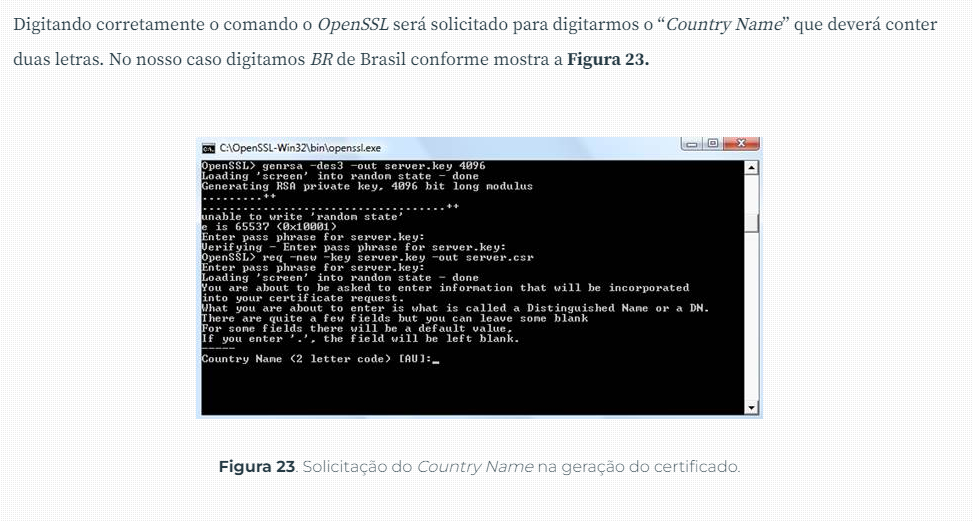 Digitando corretamente o comando o OpenSSL será solicitado para digitarmos o “Country Name” que deverá conter
duas letras. No nosso caso digitamos BR de Brasil conforme mostra a Figura 23.
C:\OpenSSL-Win32\bin\openssl.exe
OpenSSL> genrsa -des3 -out server.key 4096
Loading 'screen' into random state - done
Generating RSA private key, 4096 bit long modulus
.........++
....................................++
unable to write 'random state'
e is 65537 (0x10001)
Enter pass phrase for server.key:
Verifying - Enter pass phrase for server.key:
OpenSSL> req -new -key server.key -out server.csr
Enter pass phrase for server.key:
Loading 'screen' into random state - done
You are about to be asked to enter information that will be incorporated
into your certificate request.
What you are about to enter is what is called a Distinguished Name or a DN.
There are quite a few fields but you can leave some blank
For some fields there will be a default value,
If you enter '.', the field will be left blank.
-----
Country Name (2 letter code) [AU]:_
Figura 23. Solicitação do Country Name na geração do certificado.